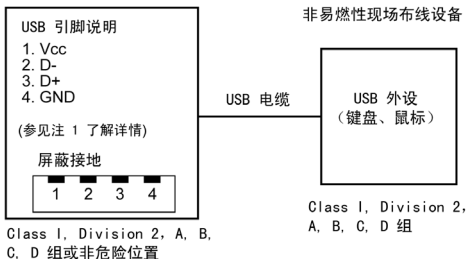 USB 引脚说明
1. Vcc
2. D-
3. D+
4. GND
(参见注 1 了解详情)
屏蔽接地
1 2 3 4
Class I, Division 2, A, B,
C, D 组或非危险位置
USB 电缆
非易燃性现场布线设备
USB 外设
(键盘、鼠标)
Class I, Division 2,
A, B, C, D 组